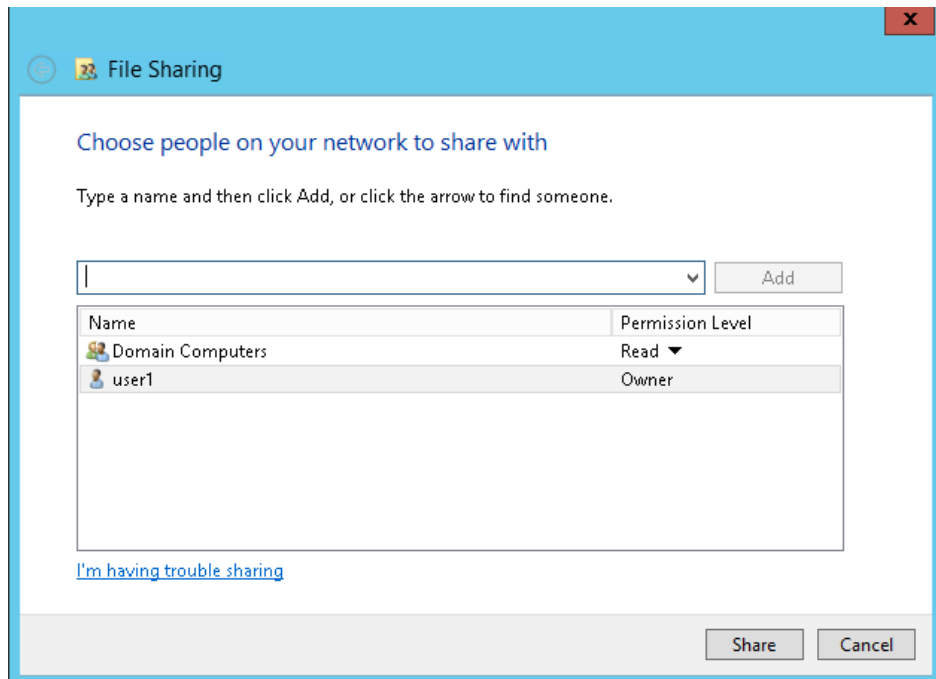 x
File Sharing
Choose people on your network to share with
Type a name and then click Add, or click the arrow to find someone.
Add
Name Permission Level
Domain Computers Read
user1 Owner
I'm having trouble sharing
Share Cancel